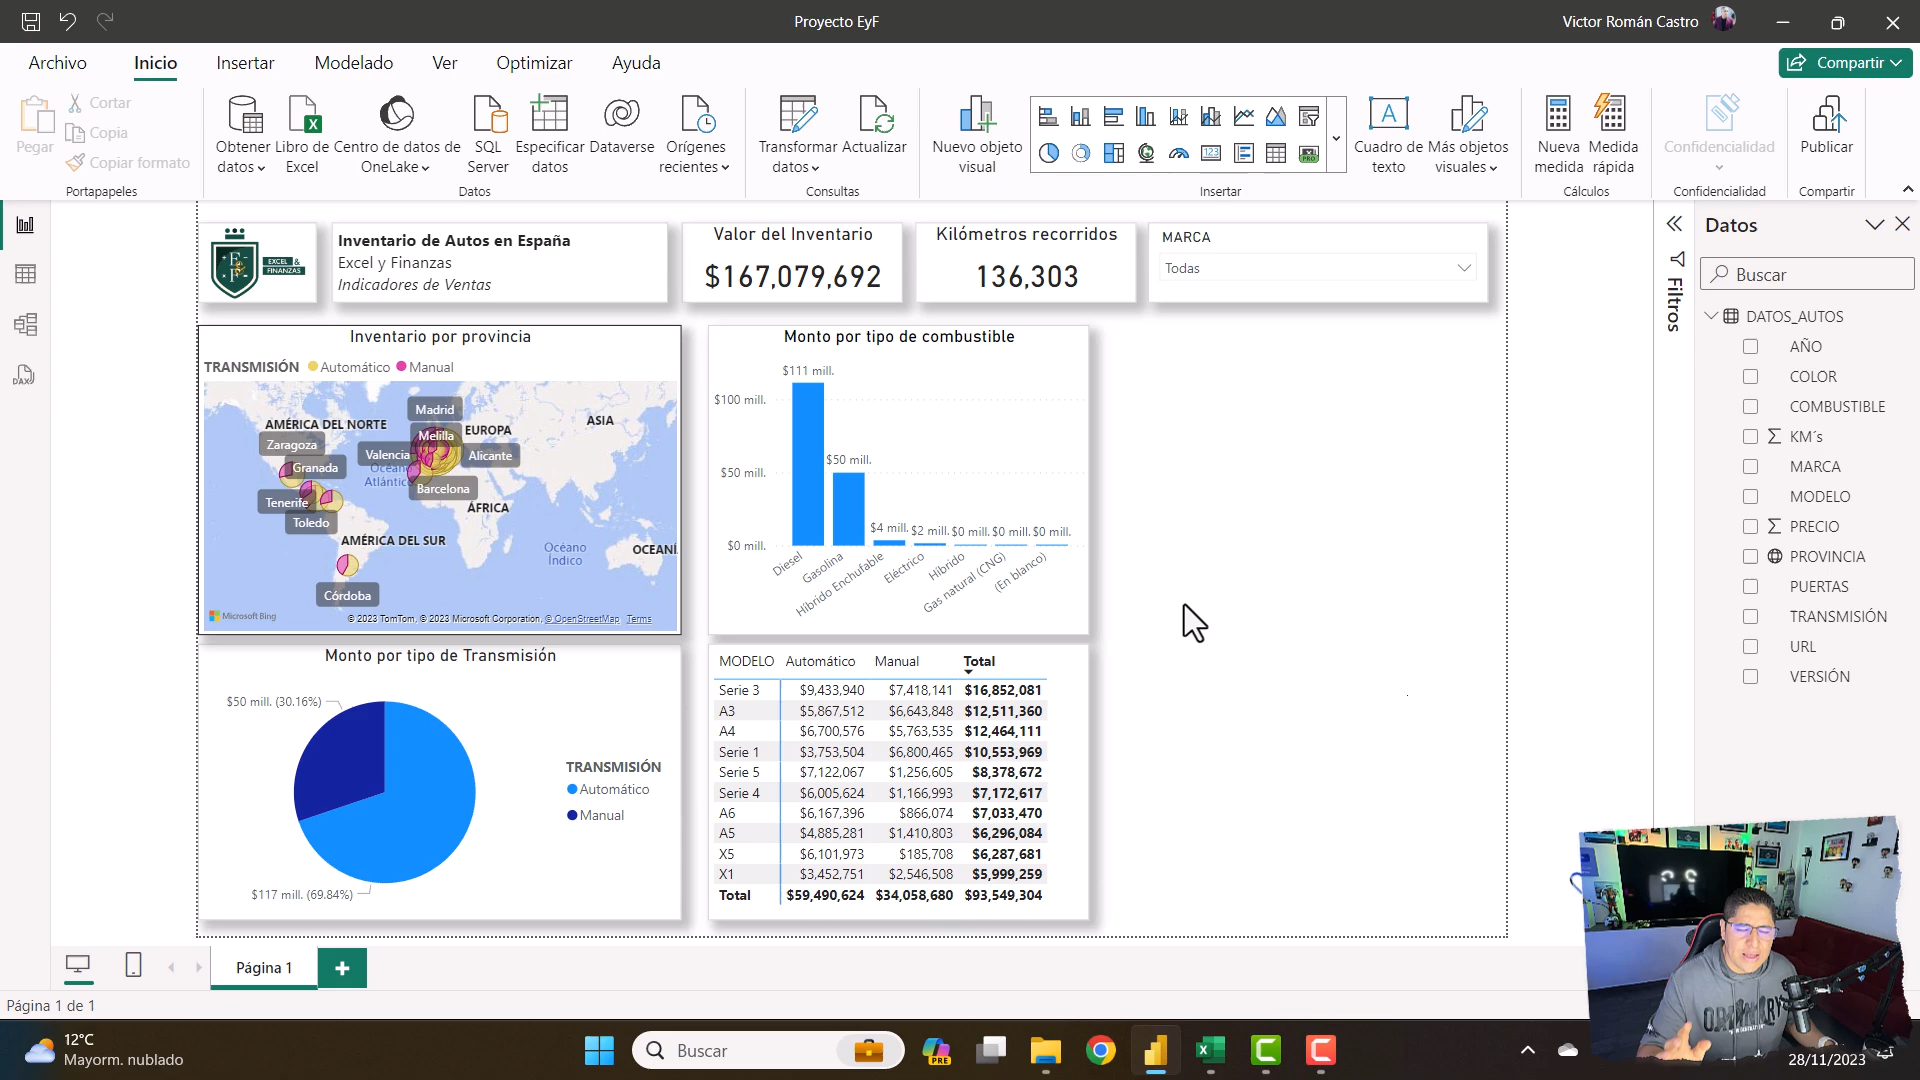 Proyecto EyF
Victor Román Castro
Archivo
Inicio
Insertar
Modelado
Ver
Optimizar
Ayuda
Compartir
Pegar
Cortar
Copia
Copiar formato
Portapapeles
Obtener datos
Libro de Excel
Centro de datos de OneLake
SQL Server
Especificar datos
Dataverse
Orígenes recientes
Datos
Transformar datos
Actualizar
Consultas
Nuevo objeto visual
Cuadro de texto
Más objetos visuales
Insertar
Nueva medida
Medida rápida
Cálculos
Confidencialidad
Confidencialidad
Publicar
Compartir
EXCEL & FINANZAS
Inventario de Autos en España
Excel y Finanzas
Indicadores de Ventas
Valor del Inventario
$167,079,692
Kilómetros recorridos
136,303
MARCA
Todas
Inventario por provincia
TRANSMISIÓN Automático Manual
AMÉRICA DEL NORTE
EUROPA
ASIA
Madrid
Melilla
Zaragoza
Valencia
Alicante
Granada
Océano
Atlántico
Barcelona
Tenerife
ÁFRICA
Toledo
AMÉRICA DEL SUR
Océano
Índico
OCEANÍ
Córdoba
Microsoft Bing
© 2023 TomTom, © 2023 Microsoft Corporation, © OpenStreetMap Terms
Monto por tipo de combustible
$111 mill.
$100 mill.
$50 mill.
$50 mill.
$4 mill.
$2 mill.
$0 mill.
$0 mill.
$0 mill.
$0 mill.
Diesel
Gasolina
Híbrido Enchufable
Eléctrico
Híbrido
Gas natural (CNG)
(En blanco)
Monto por tipo de Transmisión
$50 mill. (30.16%)
$117 mill. (69.84%)
TRANSMISIÓN
Automático
Manual
MODELO Automático Manual Total
Serie 3 $9,433,940 $7,418,141 $16,852,081
A3 $5,867,512 $6,643,848 $12,511,360
A4 $6,700,576 $5,763,535 $12,464,111
Serie 1 $3,753,504 $6,800,465 $10,553,969
Serie 5 $7,122,067 $1,256,605 $8,378,672
Serie 4 $6,005,624 $1,166,993 $7,172,617
A6 $6,167,396 $866,074 $7,033,470
A5 $4,885,281 $1,410,803 $6,296,084
X5 $6,101,973 $185,708 $6,287,681
X1 $3,452,751 $2,546,508 $5,999,259
Total $59,490,624 $34,058,680 $93,549,304
Filtros
Datos
Buscar
DATOS_AUTOS
AÑO
COLOR
COMBUSTIBLE
KM´s
MARCA
MODELO
PRECIO
PROVINCIA
PUERTAS
TRANSMISIÓN
URL
VERSIÓN
Página 1
Página 1 de 1
12°C
Mayorm. nublado
Buscar
PRE
28/11/2023